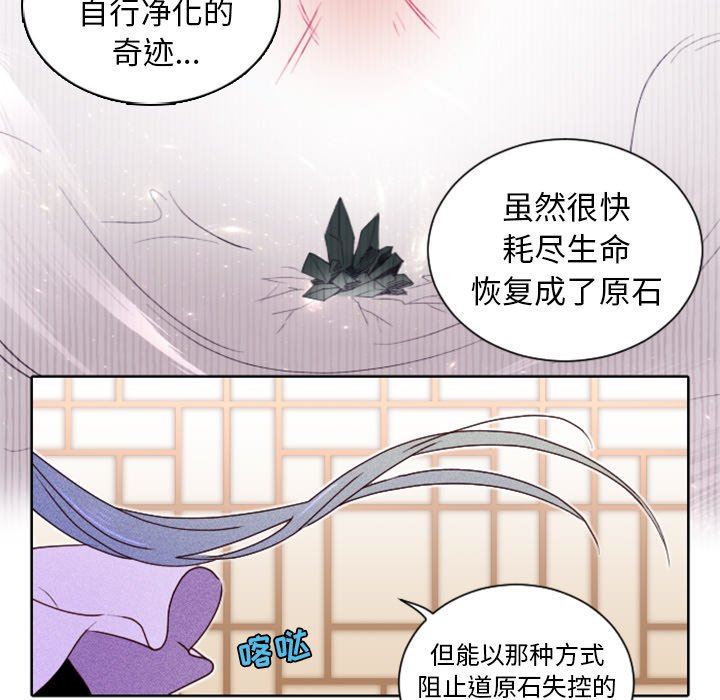 自行净化的
奇迹...
虽然很快
耗尽生命
恢复成了原石
喀哒
但能以那种方式
阻止道原石失控的